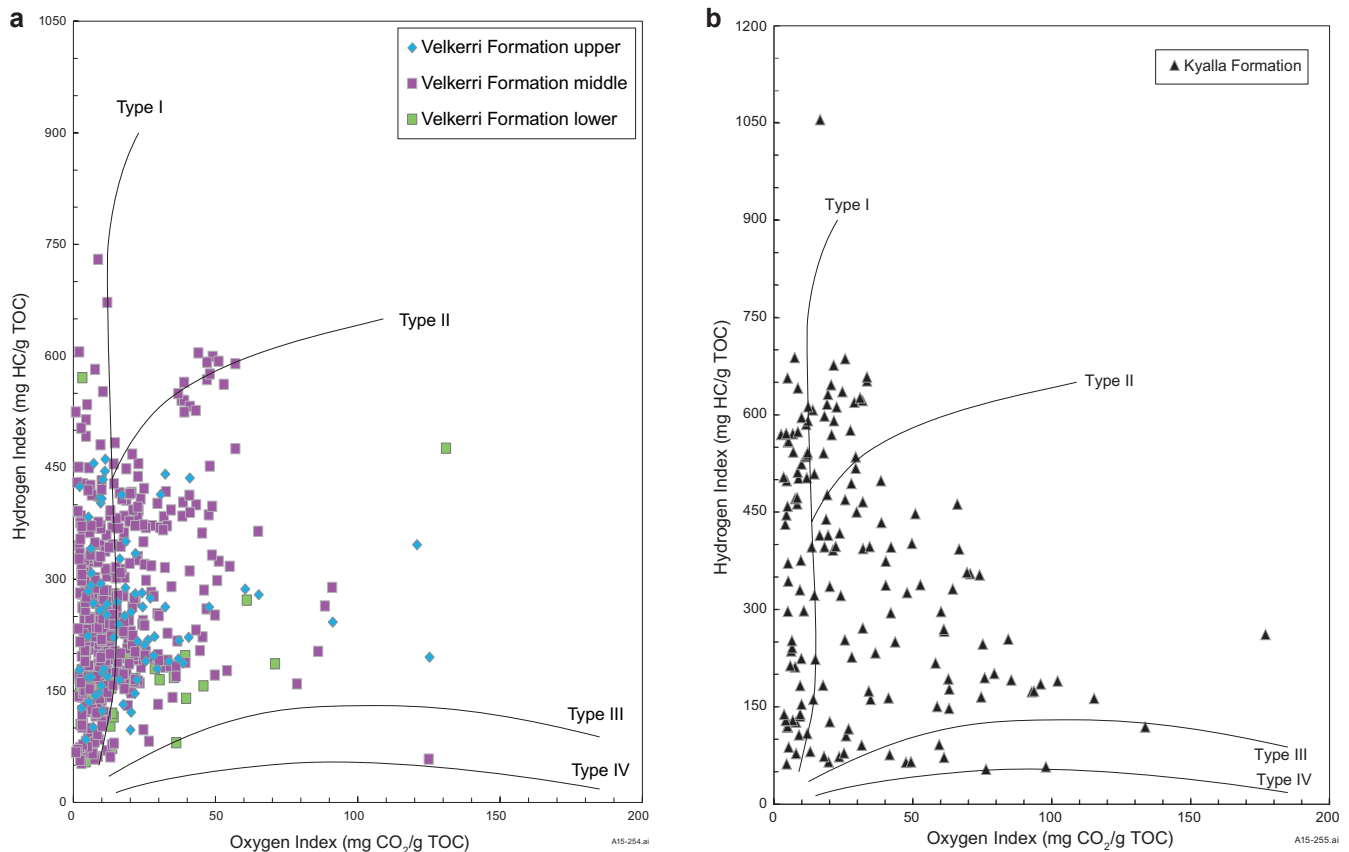 a
1050
900
750
600
450
300
150
0
Hydrogen Index (mg HC/g TOC)
Velkerri Formation upper
Velkerri Formation middle
Velkerri Formation lower
Type I
Type II
Type III
Type IV
0 50 100 150 200
Oxygen Index (mg CO2/g TOC)
A15-254.ai
b
1200
1050
900
750
600
450
300
150
0
Hydrogen Index (mg HC/g TOC)
Kyalla Formation
Type I
Type II
Type III
Type IV
0 50 100 150 200
Oxygen Index (mg CO2/g TOC)
A15-255.ai